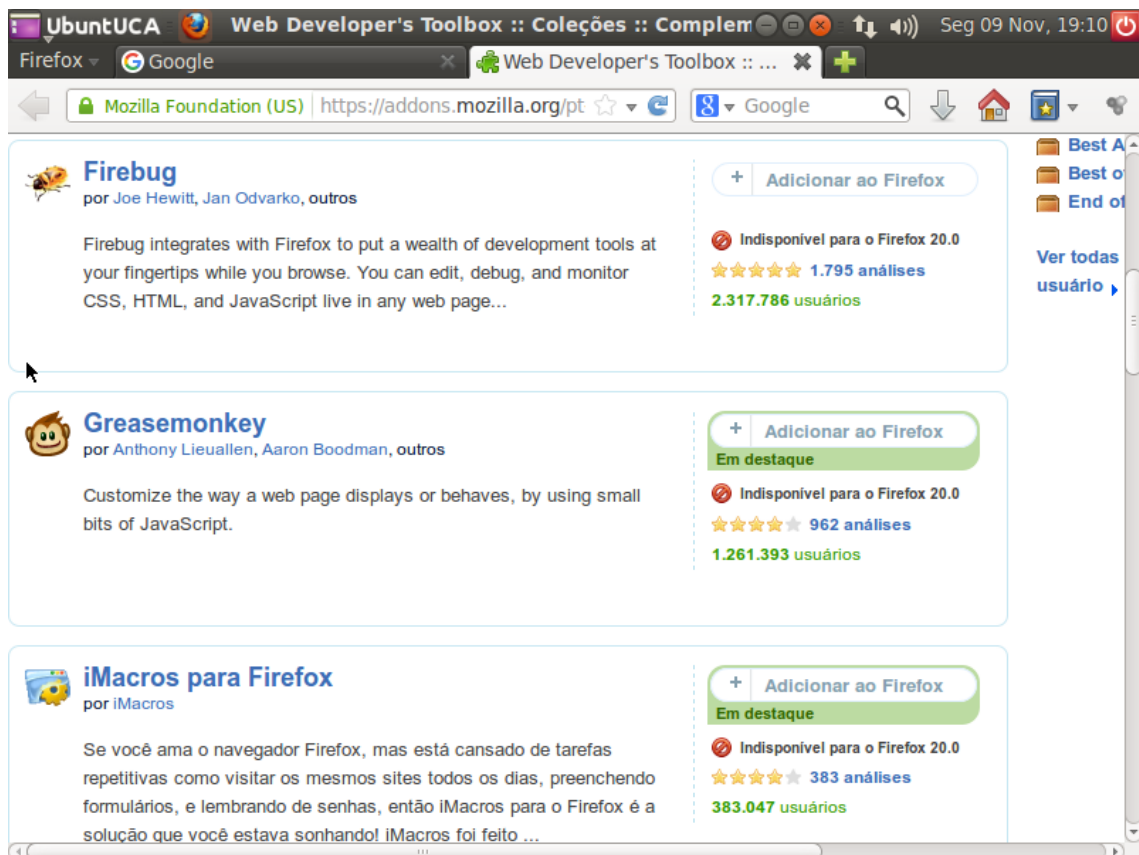 UbuntUCA Web Developer's Toolbox :: Coleções :: Complem Seg 09 Nov, 19:10
Firefox Google Web Developer's Toolbox :: ...
Mozilla Foundation (US) https://addons.mozilla.org/pt Google
Firebug
por Joe Hewitt, Jan Odvarko, outros
Firebug integrates with Firefox to put a wealth of development tools at
your fingertips while you browse. You can edit, debug, and monitor
CSS, HTML, and JavaScript live in any web page...
+ Adicionar ao Firefox
Indisponível para o Firefox 20.0
1.795 análises
2.317.786 usuários
Greasemonkey
por Anthony Lieuallen, Aaron Boodman, outros
Customize the way a web page displays or behaves, by using small
bits of JavaScript.
+ Adicionar ao Firefox
Em destaque
Indisponível para o Firefox 20.0
962 análises
1.261.393 usuários
iMacros para Firefox
por iMacros
Se você ama o navegador Firefox, mas está cansado de tarefas
repetitivas como visitar os mesmos sites todos os dias, preenchendo
formulários, e lembrando de senhas, então iMacros para o Firefox é a
solução que você estava sonhando! iMacros foi feito ...
+ Adicionar ao Firefox
Em destaque
Indisponível para o Firefox 20.0
383 análises
383.047 usuários
Best A
Best o
End of
Ver todas
usuário